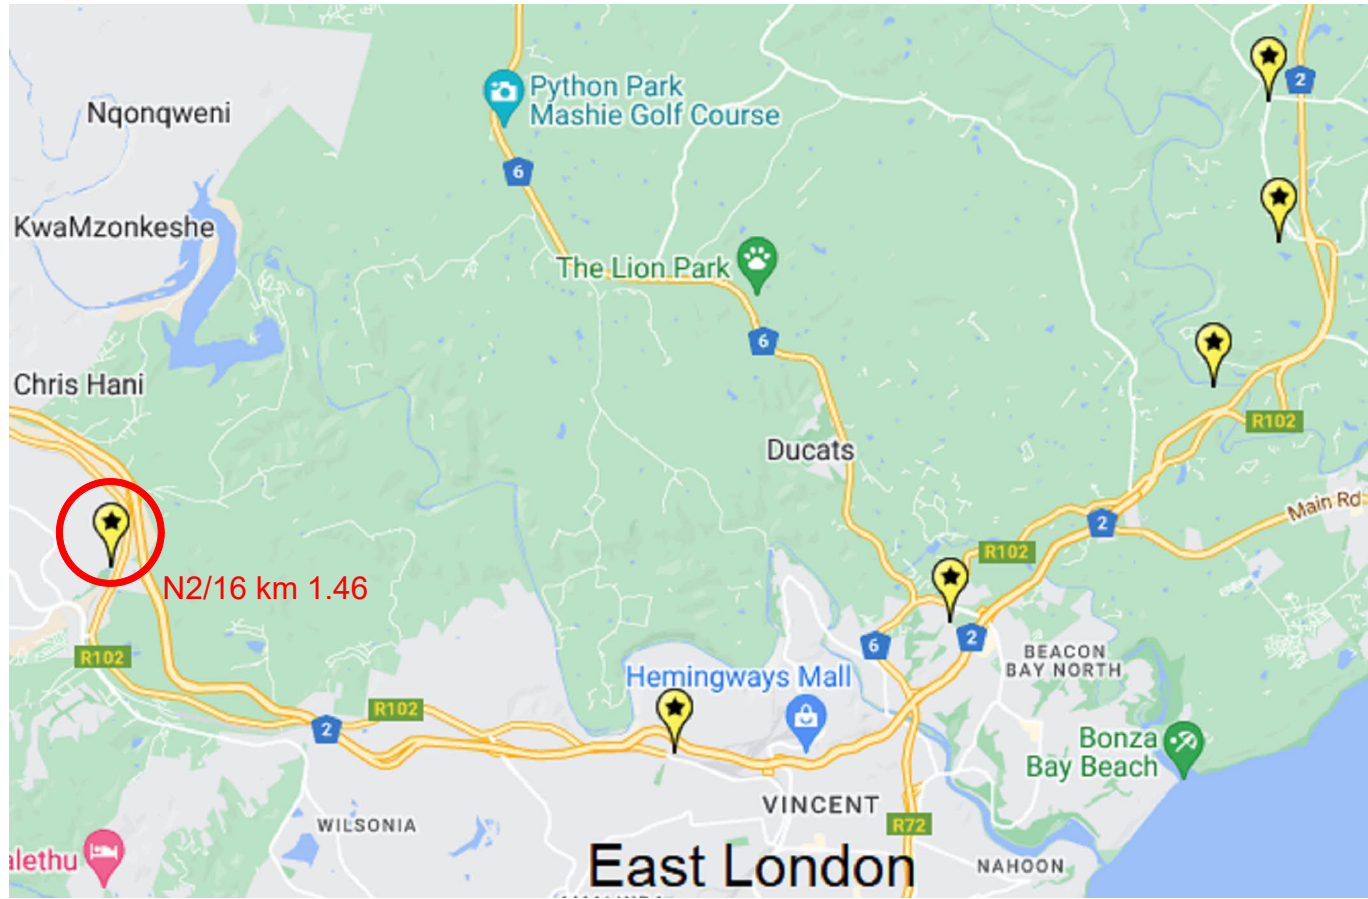 Nqonqweni
Python Park
Mashie Golf Course
2
6
KwaMzonkeshe
The Lion Park
6
Chris Hani
R102
Ducats
Main Rd
2
R102
N2/16 km 1.46
R102
6
2
BEACON
BAY NORTH
Hemingways Mall
R102
2
Bonza
Bay Beach
VINCENT
WILSONIA
R72
alethu
East London
NAHOON